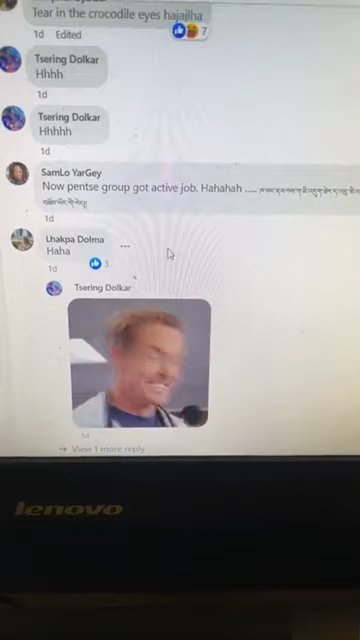 Tear in the crocodile eyes hajajlha
1d Edited
7
Tsering Dolkar
Hhhh
1d
Tsering Dolkar
Hhhhh
1d
SamLo YarGey
Now pentse group got active job. Hahahah .....
1d
Lhakpa Dolma
Haha
1d
3
Tsering Dolkar
1d
View 1 more reply
lenovo